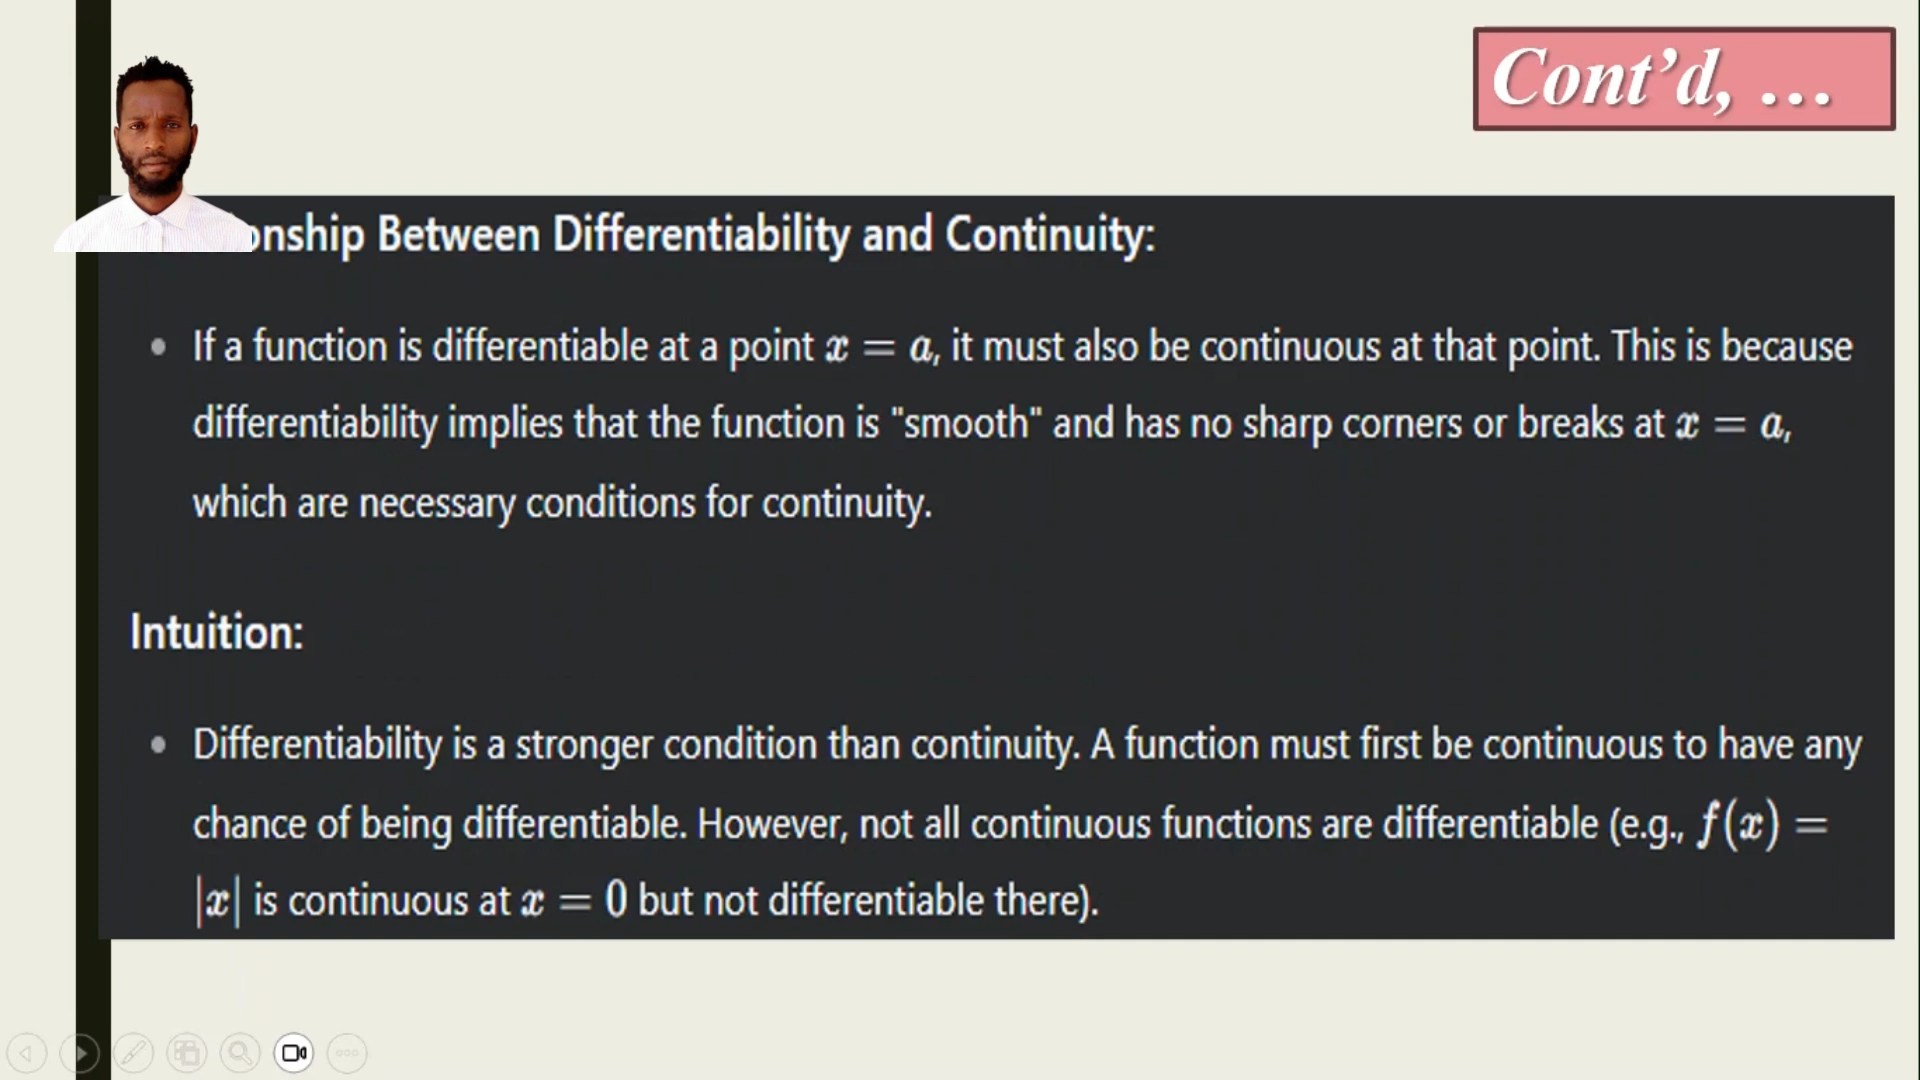 Cont’d, …
onship Between Differentiability and Continuity:
• If a function is differentiable at a point x = a, it must also be continuous at that point. This is because
differentiability implies that the function is "smooth" and has no sharp corners or breaks at x = a,
which are necessary conditions for continuity.
Intuition:
• Differentiability is a stronger condition than continuity. A function must first be continuous to have any
chance of being differentiable. However, not all continuous functions are differentiable (e.g., f(x) =
|x| is continuous at x = 0 but not differentiable there).